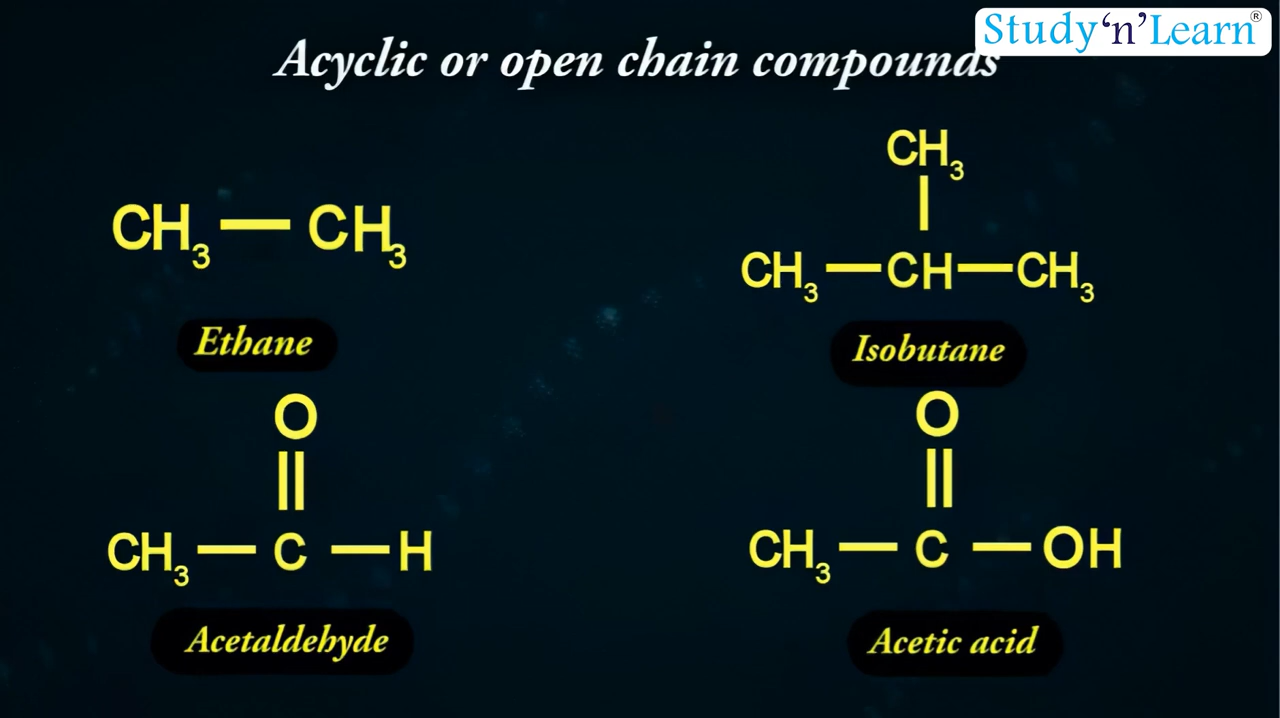 Study‘n’Learn®
Acyclic or open chain compounds
CH3 — CH3
Ethane
CH3
|
CH3 — CH — CH3
Isobutane
O
||
CH3 — C — H
Acetaldehyde
O
||
CH3 — C — OH
Acetic acid